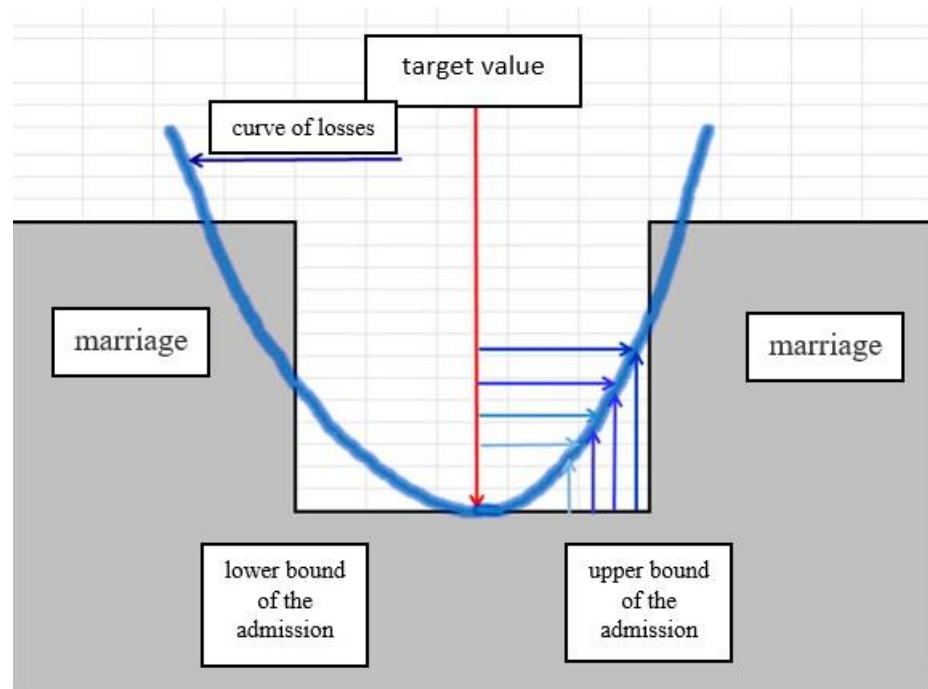 target value
curve of losses
marriage
marriage
lower bound
of the
admission
upper bound
of the
admission